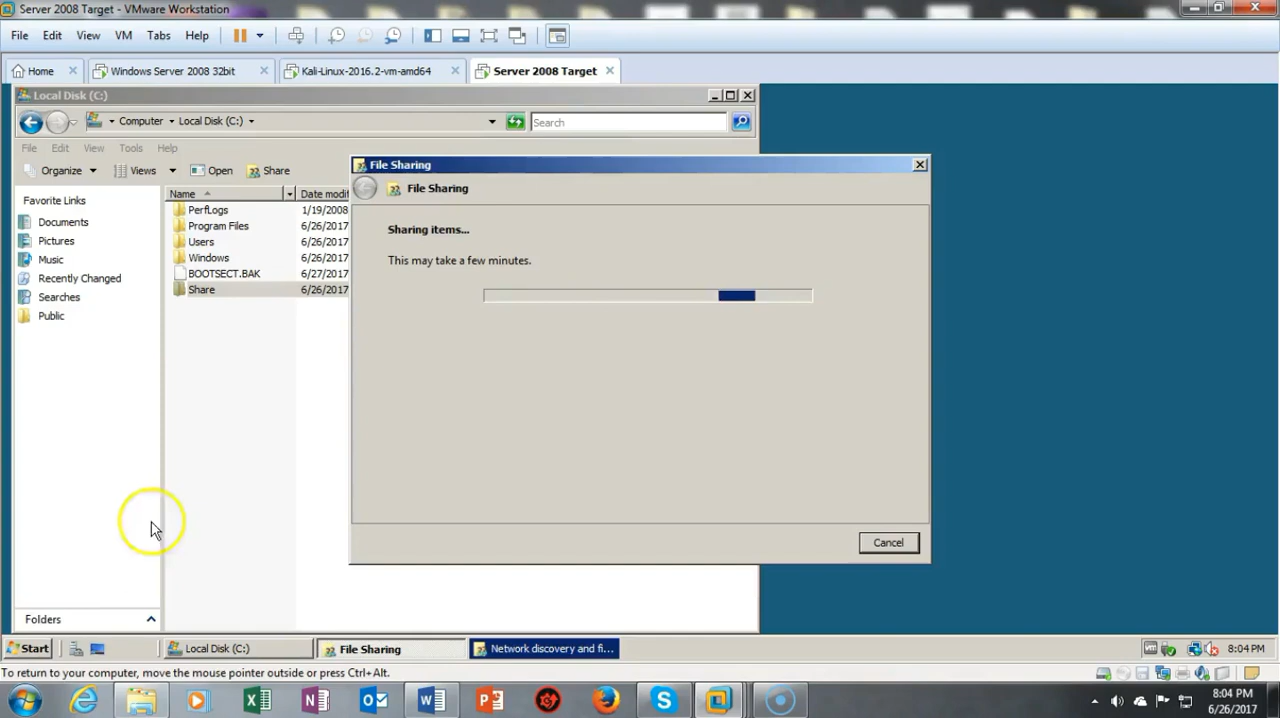 Server 2008 Target - VMware Workstation
File Edit View VM Tabs Help
Home Windows Server 2008 32bit Kali-Linux-2016.2-vm-amd64 Server 2008 Target
Local Disk (C:)
Computer Local Disk (C:) Search
File Edit View Tools Help
Organize Views Open Share
Favorite Links
Documents
Pictures
Music
Recently Changed
Searches
Public
Folders
Name Date modif
PerfLogs 1/19/2008
Program Files 6/26/2017
Users 6/26/2017
Windows 6/26/2017
BOOTSECT.BAK 6/27/2017
Share 6/26/2017
File Sharing
File Sharing
Sharing items...
This may take a few minutes.
Cancel
Start Local Disk (C:) File Sharing Network discovery and fi... 8:04 PM
To return to your computer, move the mouse pointer outside or press Ctrl+Alt.
8:04 PM
6/26/2017